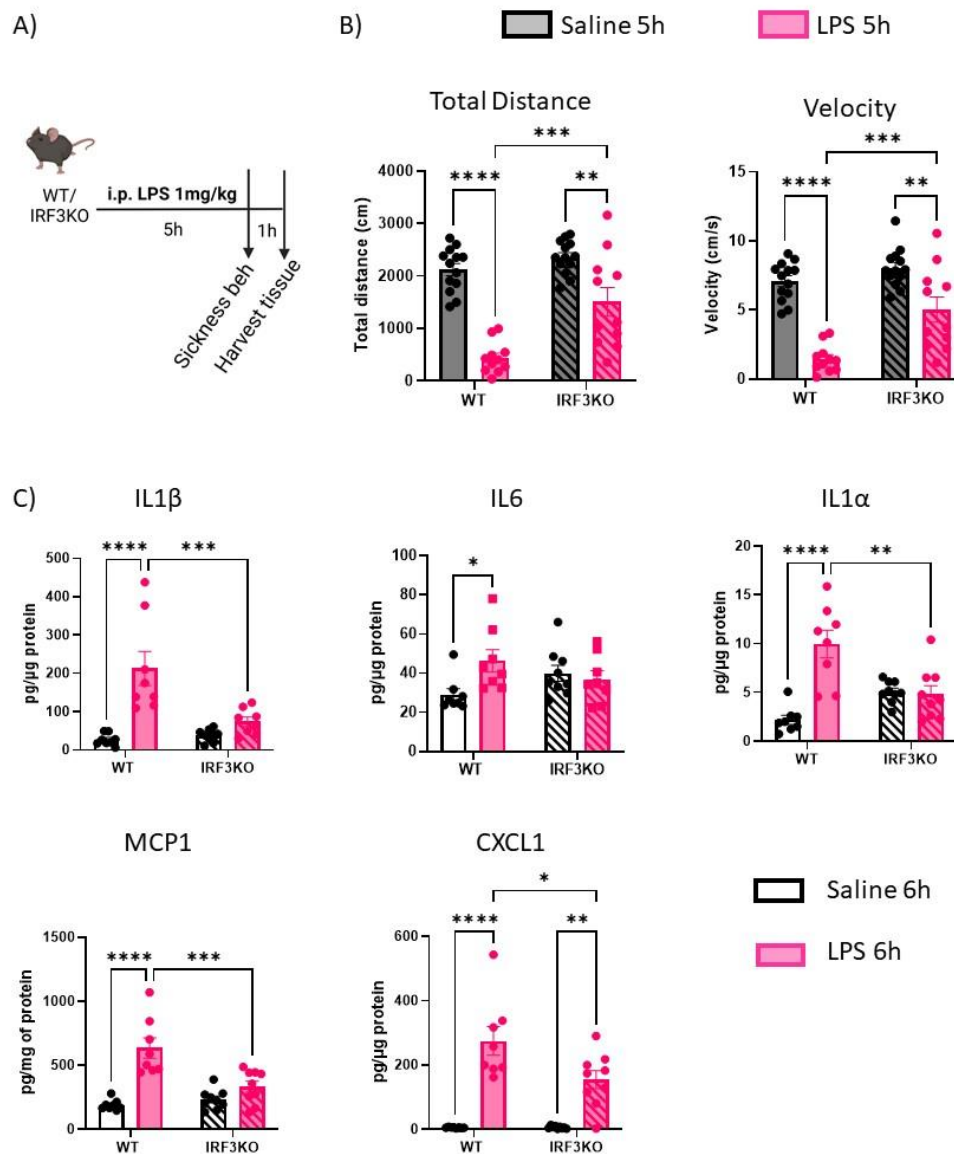 A)
B)
Saline 5h
LPS 5h
WT/
IRF3KO
i.p. LPS 1mg/kg
5h
1h
Sickness beh
Harvest tissue
Total Distance
***
****
**
Total distance (cm)
4000
3000
2000
1000
0
WT
IRF3KO
Velocity
***
****
**
Velocity (cm/s)
15
10
5
0
WT
IRF3KO
C)
IL1β
****
***
pg/µg protein
500
400
300
200
100
0
WT
IRF3KO
IL6
*
pg/µg protein
100
80
60
40
20
0
WT
IRF3KO
IL1α
****
**
pg/µg protein
20
15
10
5
0
WT
IRF3KO
MCP1
****
***
pg/mg of protein
1500
1000
500
0
WT
IRF3KO
CXCL1
*
****
**
pg/µg protein
600
400
200
0
WT
IRF3KO
Saline 6h
LPS 6h